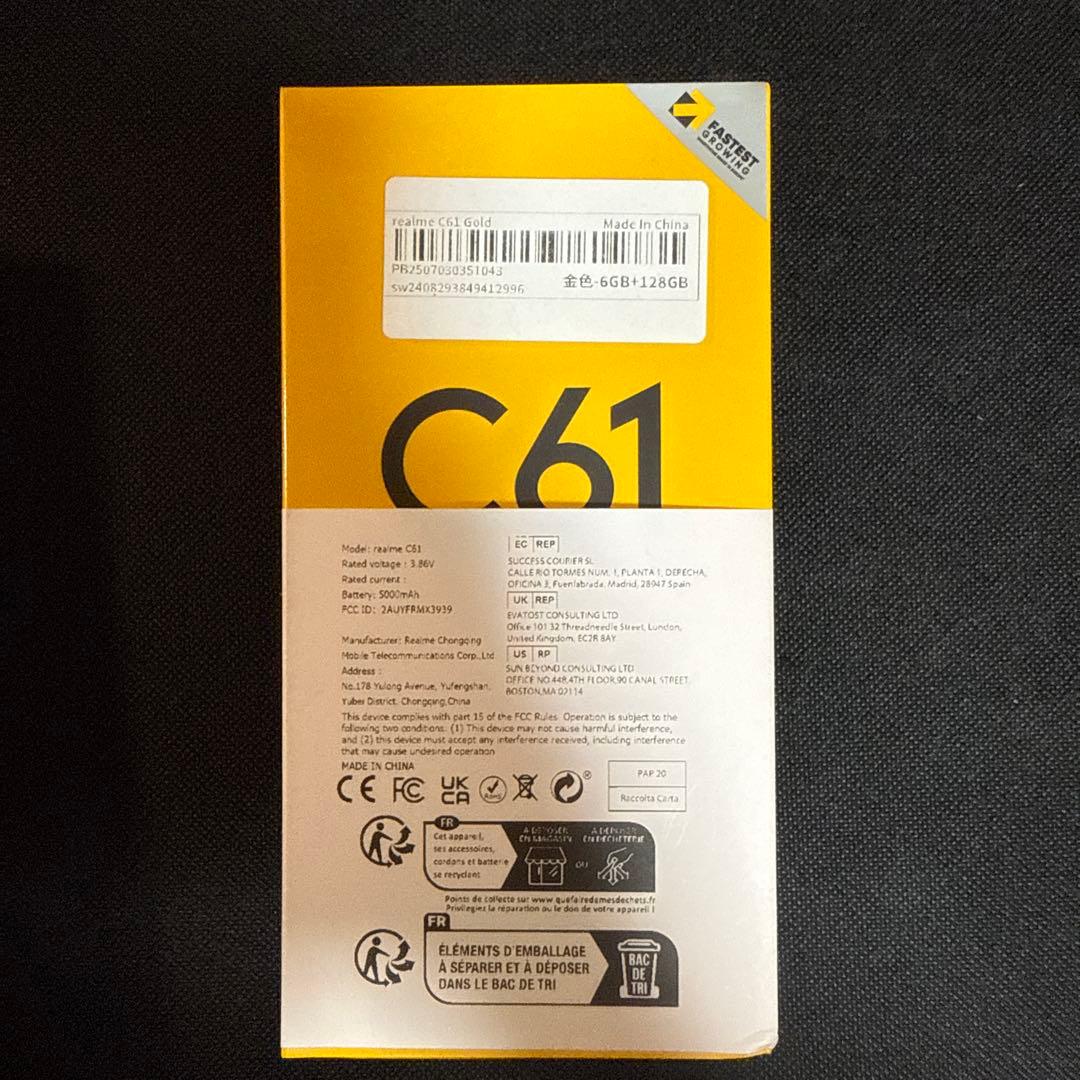 FASTEST
GROWING
realme C61 Gold
Made In China
PB2507030351043
sw2408293849412996
金色-6GB+128GB
C61
Model: realme C61
Rated voltage : 3.86V
Rated current :
Battery: 5000mAh
FCC ID: 2AUYFRMX3939
Manufacturer: Realme Chongqing
Mobile Telecommunications Corp.,Ltd
Address :
No.178 Yulong Avenue, Yufengshan,
Yubei District, Chongqing,China
EC REP
SUCCESS COURIER SL
CALLE RIO TORMES NUM. 1, PLANTA 1, DERECHA,
OFICINA 3, Fuenlabrada, Madrid, 28947 Spain
UK REP
EVATOST CONSULTING LTD
Office 101 32 Threadneedle Street, London,
United Kingdom, EC2R 8AY
US RP
SUN BEYOND CONSULTING LTD
OFFICE NO.448,4TH FLOOR,90 CANAL STREET,
BOSTON,MA 02114
This device complies with part 15 of the FCC Rules. Operation is subject to the
following two conditions: (1) This device may not cause harmful interference,
and (2) this device must accept any interference received, including interference
that may cause undesired operation
MADE IN CHINA
CE FC UK CA RoHS
PAP 20
Raccolta Carta
FR
Cet appareil,
ses accessoires,
cordons et batterie
se recyclent
À DÉPOSER
EN MAGASIN
OU
À DÉPOSER
EN DÉCHÈTERIE
Points de collecte sur www.quefairedemesdechets.fr
Privilégiez la réparation ou le don de votre appareil !
FR
ÉLÉMENTS D'EMBALLAGE
À SÉPARER ET À DÉPOSER
DANS LE BAC DE TRI
BAC
DE
TRI